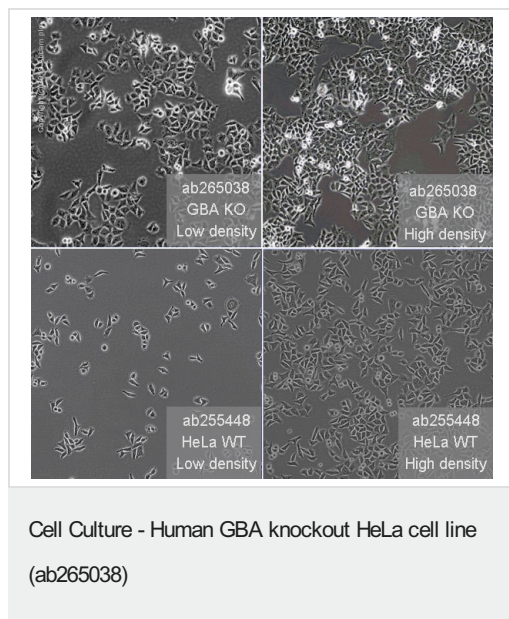 ab265038
GBA KO
Low density
ab265038
GBA KO
High density
ab255448
HeLa WT
Low density
ab255448
HeLa WT
High density
Cell Culture - Human GBA knockout HeLa cell line
(ab265038)